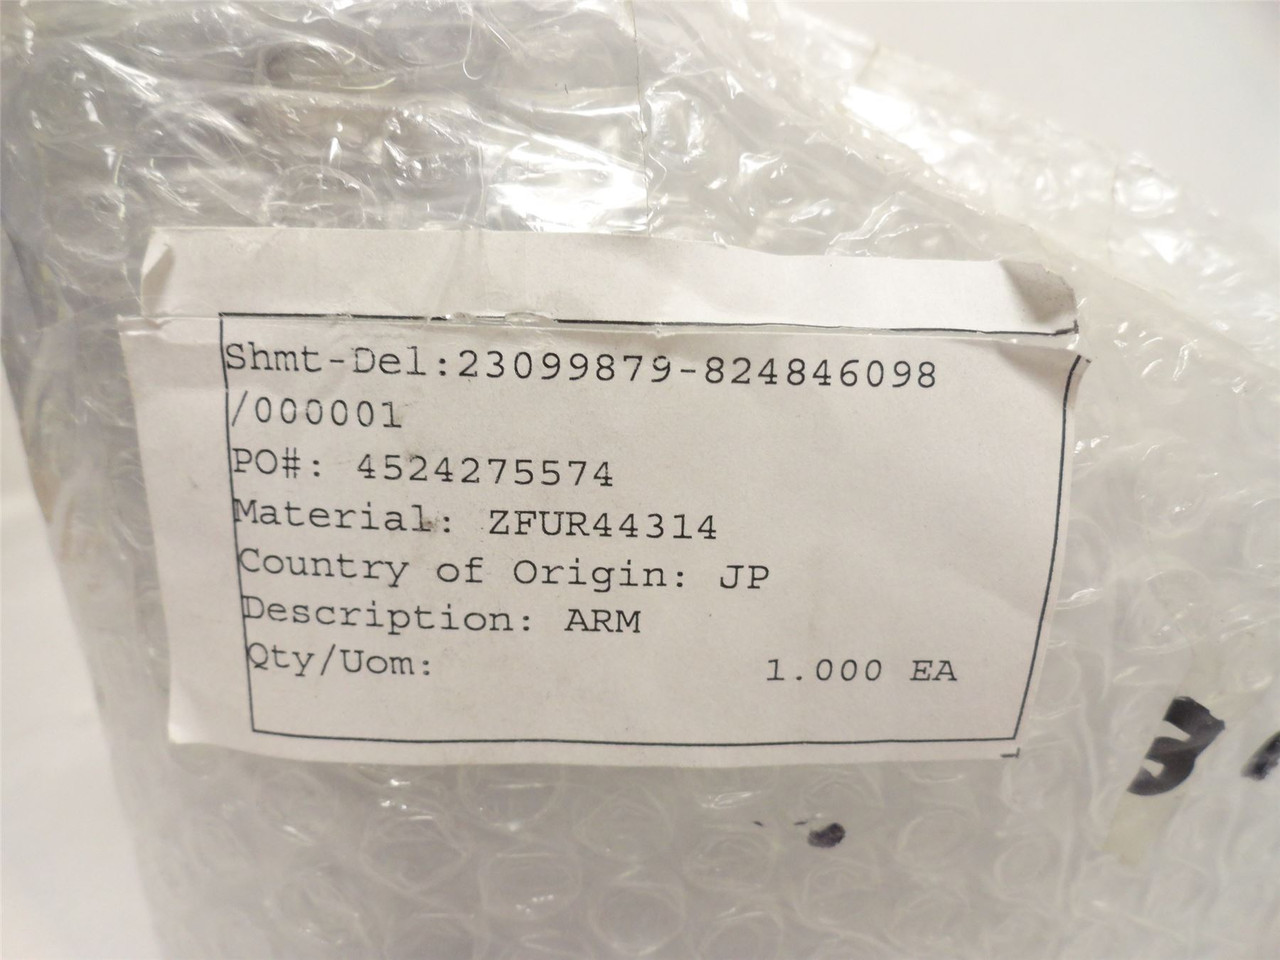 Shmt-Del:23099879-824846098
/000001
PO#: 4524275574
Material: ZFUR44314
Country of Origin: JP
Description: ARM
Qty/Uom: 1.000 EA